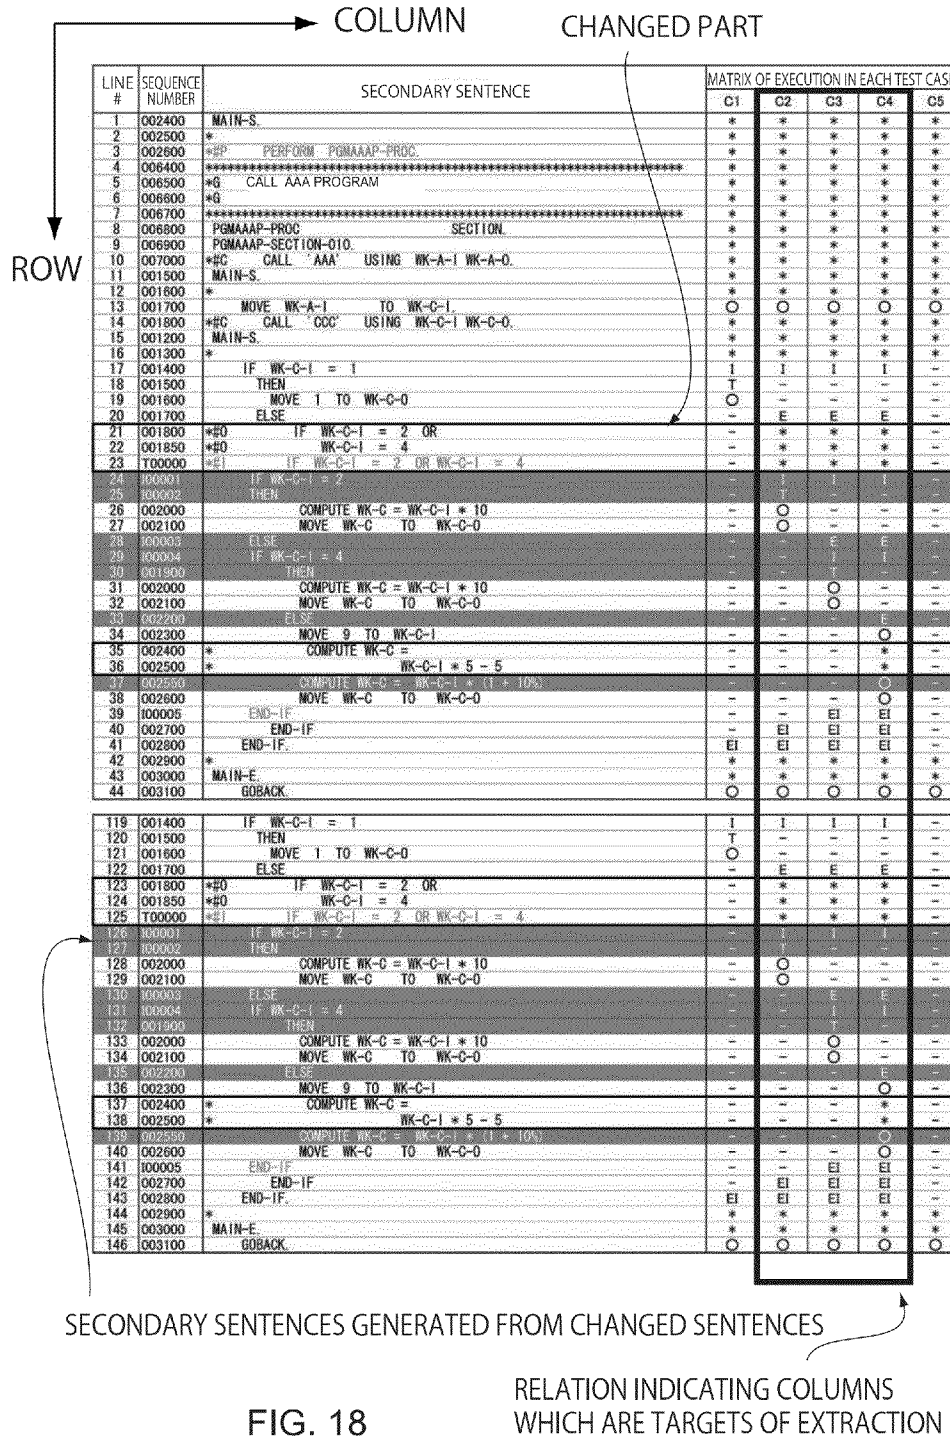 COLUMN
CHANGED PART
ROW
LINE # SEQUENCE NUMBER SECONDARY SENTENCE MATRIX OF EXECUTION IN EACH TEST CAS
C1 C2 C3 C4 C5
1 002400 MAIN-S. * * * * *
2 002500 * * * * * *
3 002600 *#P PERFORM PGMAAAP-PROC. * * * * *
4 006400 ********************************************************************** * * * * *
5 006500 *G CALL AAA PROGRAM * * * * *
6 006600 *G * * * * *
7 006700 ********************************************************************** * * * * *
8 006800 PGMAAAP-PROC SECTION. * * * * *
9 006900 PGMAAAP-SECTION-010. * * * * *
10 007000 *#C CALL 'AAA' USING WK-A-I WK-A-O. * * * * *
11 001500 MAIN-S. * * * * *
12 001600 * * * * * *
13 001700 MOVE WK-A-I TO WK-C-I. O O O O O
14 001800 *#C CALL 'CCC' USING WK-C-I WK-C-O. * * * * *
15 001200 MAIN-S. * * * * *
16 001300 * * * * * *
17 001400 IF WK-C-I = 1 I I I I -
18 001500 THEN T - - - -
19 001600 MOVE 1 TO WK-C-O O - - - -
20 001700 ELSE - E E E -
21 001800 *#O IF WK-C-I = 2 OR - * * * -
22 001850 *#O WK-C-I = 4 - * * * -
23 T00000 *#I IF WK-C-I = 2 OR WK-C-I = 4 - * * * -
24 I00001 IF WK-C-I = 2 - I I I -
25 I00002 THEN - T - - -
26 002000 COMPUTE WK-C = WK-C-I * 10 - O - - -
27 002100 MOVE WK-C TO WK-C-O - O - - -
28 I00003 ELSE - - E E -
29 I00004 IF WK-C-I = 4 - - I I -
30 001900 THEN - - T - -
31 002000 COMPUTE WK-C = WK-C-I * 10 - - O - -
32 002100 MOVE WK-C TO WK-C-O - - O - -
33 002200 ELSE - - - E -
34 002300 MOVE 9 TO WK-C-I - - - O -
35 002400 * COMPUTE WK-C = - - - * -
36 002500 * WK-C-I * 5 - 5 - - - * -
37 002550 COMPUTE WK-C = WK-C-I * (1 + 10%) - - - O -
38 002600 MOVE WK-C TO WK-C-O - - - O -
39 I00005 END-IF - - EI EI -
40 002700 END-IF - EI EI EI -
41 002800 END-IF. EI EI EI EI -
42 002900 * * * * * *
43 003000 MAIN-E. * * * * *
44 003100 GOBACK. O O O O O
119 001400 IF WK-C-I = 1 I I I I -
120 001500 THEN T - - - -
121 001600 MOVE 1 TO WK-C-O O - - - -
122 001700 ELSE - E E E -
123 001800 *#O IF WK-C-I = 2 OR - * * * -
124 001850 *#O WK-C-I = 4 - * * * -
125 T00000 *#I IF WK-C-I = 2 OR WK-C-I = 4 - * * * -
126 I00001 IF WK-C-I = 2 - I I I -
127 I00002 THEN - T - - -
128 002000 COMPUTE WK-C = WK-C-I * 10 - O - - -
129 002100 MOVE WK-C TO WK-C-O - O - - -
130 I00003 ELSE - - E E -
131 I00004 IF WK-C-I = 4 - - I I -
132 001900 THEN - - T - -
133 002000 COMPUTE WK-C = WK-C-I * 10 - - O - -
134 002100 MOVE WK-C TO WK-C-O - - O - -
135 002200 ELSE - - - E -
136 002300 MOVE 9 TO WK-C-I - - - O -
137 002400 * COMPUTE WK-C = - - - * -
138 002500 * WK-C-I * 5 - 5 - - - * -
139 002550 COMPUTE WK-C = WK-C-I * (1 + 10%) - - - O -
140 002600 MOVE WK-C TO WK-C-O - - - O -
141 I00005 END-IF - - EI EI -
142 002700 END-IF - EI EI EI -
143 002800 END-IF. EI EI EI EI -
144 002900 * * * * * *
145 003000 MAIN-E. * * * * *
146 003100 GOBACK. O O O O O
SECONDARY SENTENCES GENERATED FROM CHANGED SENTENCES
RELATION INDICATING COLUMNS
WHICH ARE TARGETS OF EXTRACTION
FIG. 18